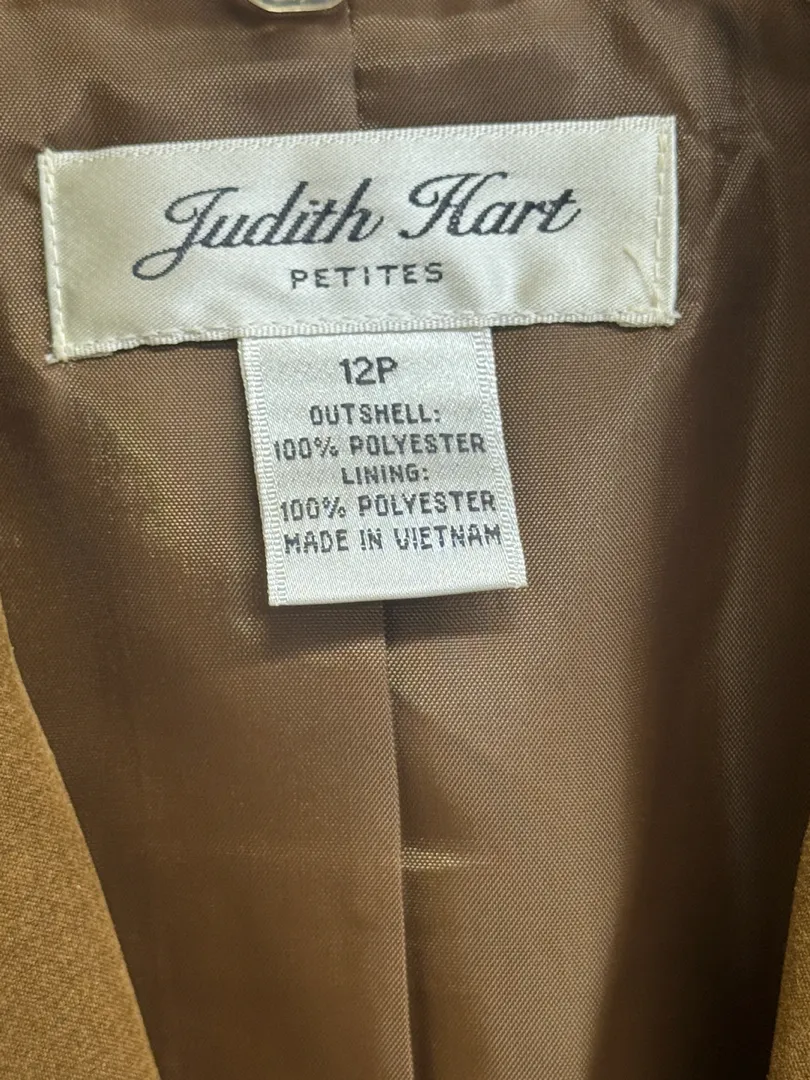 Judith Hart
PETITES
12P
OUTSHELL:
100% POLYESTER
LINING:
100% POLYESTER
MADE IN VIETNAM